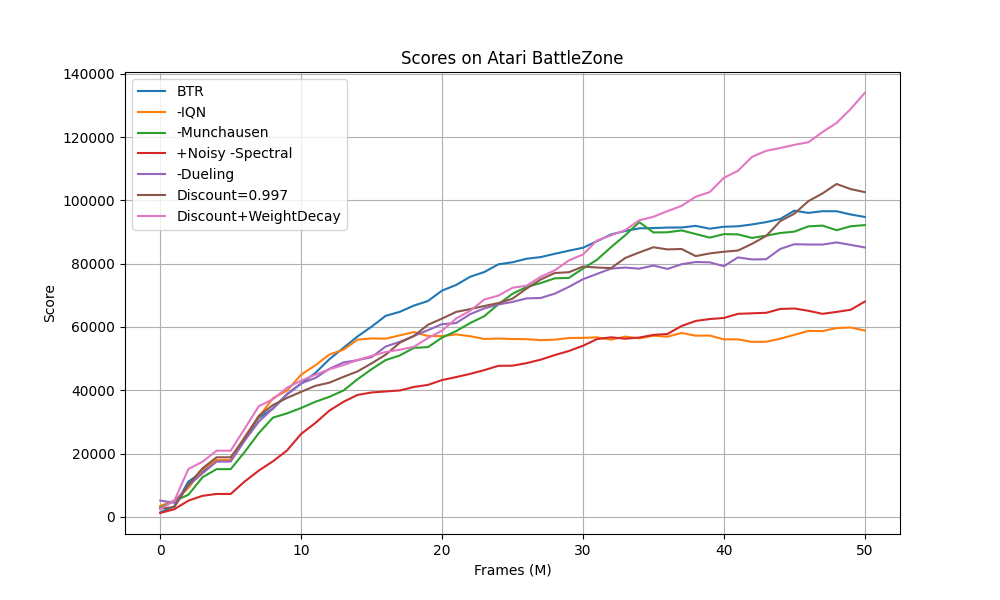 Scores on Atari BattleZone
140000
120000
100000
80000
60000
40000
20000
0
Score
BTR
-IQN
-Munchausen
+Noisy -Spectral
-Dueling
Discount=0.997
Discount+WeightDecay
0 10 20 30 40 50
Frames (M)